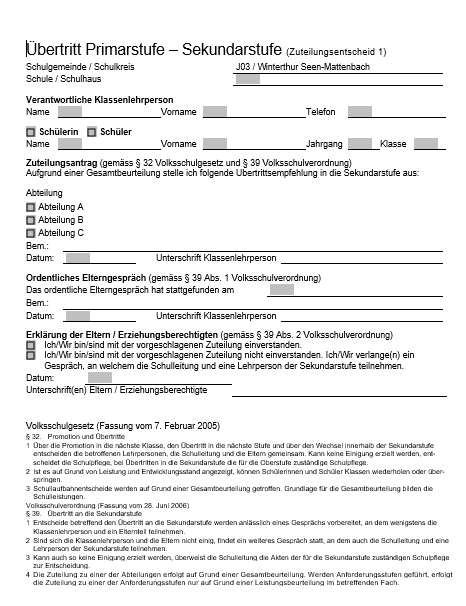 Übertritt Primarstufe – Sekundarstufe (Zuteilungsentscheid 1)
Schulgemeinde / Schulkreis J03 / Winterthur Seen-Mattenbach
Schule / Schulhaus
Verantwortliche Klassenlehrperson
Name Vorname Telefon
Schülerin Schüler
Name Vorname Jahrgang Klasse
Zuteilungsantrag (gemäss § 32 Volksschulgesetz und § 39 Volksschulverordnung)
Aufgrund einer Gesamtbeurteilung stelle ich folgende Übertrittsempfehlung in die Sekundarstufe aus:
Abteilung
Abteilung A
Abteilung B
Abteilung C
Bem.:
Datum: Unterschrift Klassenlehrperson
Ordentliches Elterngespräch (gemäss § 39 Abs. 1 Volksschulverordnung)
Das ordentliche Elterngespräch hat stattgefunden am
Bem.:
Datum: Unterschrift Klassenlehrperson
Erklärung der Eltern / Erziehungsberechtigten (gemäss § 39 Abs. 2 Volksschulverordnung)
Ich/Wir bin/sind mit der vorgeschlagenen Zuteilung einverstanden.
Ich/Wir bin/sind mit der vorgeschlagenen Zuteilung nicht einverstanden. Ich/Wir verlange(n) ein
Gespräch, an welchem die Schulleitung und eine Lehrperson der Sekundarstufe teilnehmen.
Datum:
Unterschrift(en) Eltern / Erziehungsberechtigte
Volksschulgesetz (Fassung vom 7. Februar 2005)
§ 32. Promotion und Übertritte
1 Über die Promotion in die nächste Klasse, den Übertritt in die nächste Stufe und über den Wechsel innerhalb der Sekundarstufe
entscheiden die betroffenen Lehrpersonen, die Schulleitung und die Eltern gemeinsam. Kann keine Einigung erzielt werden, ent-
scheidet die Schulpflege, bei Übertritten in die Sekundarstufe die für die Oberstufe zuständige Schulpflege.
2 Ist es auf Grund von Leistung und Entwicklungsstand angezeigt, können Schülerinnen und Schüler Klassen wiederholen oder über-
springen.
3 Schullaufbahnentscheide werden auf Grund einer Gesamtbeurteilung getroffen. Grundlage für die Gesamtbeurteilung bilden die
Schulleistungen.
Volksschulverordnung (Fassung vom 28. Juni 2006)
§ 39. Übertritt an die Sekundarstufe
1 Entscheide betreffend den Übertritt an die Sekundarstufe werden anlässlich eines Gesprächs vorbereitet, an dem wenigstens die
Klassenlehrperson und ein Elternteil teilnehmen.
2 Sind sich die Klassenlehrperson und die Eltern nicht einig, findet ein weiteres Gespräch statt, an dem auch die Schulleitung und eine
Lehrperson der Sekundarstufe teilnehmen.
3 Kann auch so keine Einigung erzielt werden, überweist die Schulleitung die Akten der für die Sekundarstufe zuständigen Schulpflege
zur Entscheidung.
4 Die Zuteilung zu einer der Abteilungen erfolgt auf Grund einer Gesamtbeurteilung. Werden Anforderungsstufen geführt, erfolgt
die Zuteilung zu einer der Anforderungsstufen nur auf Grund einer Leistungsbeurteilung im betreffenden Fach.